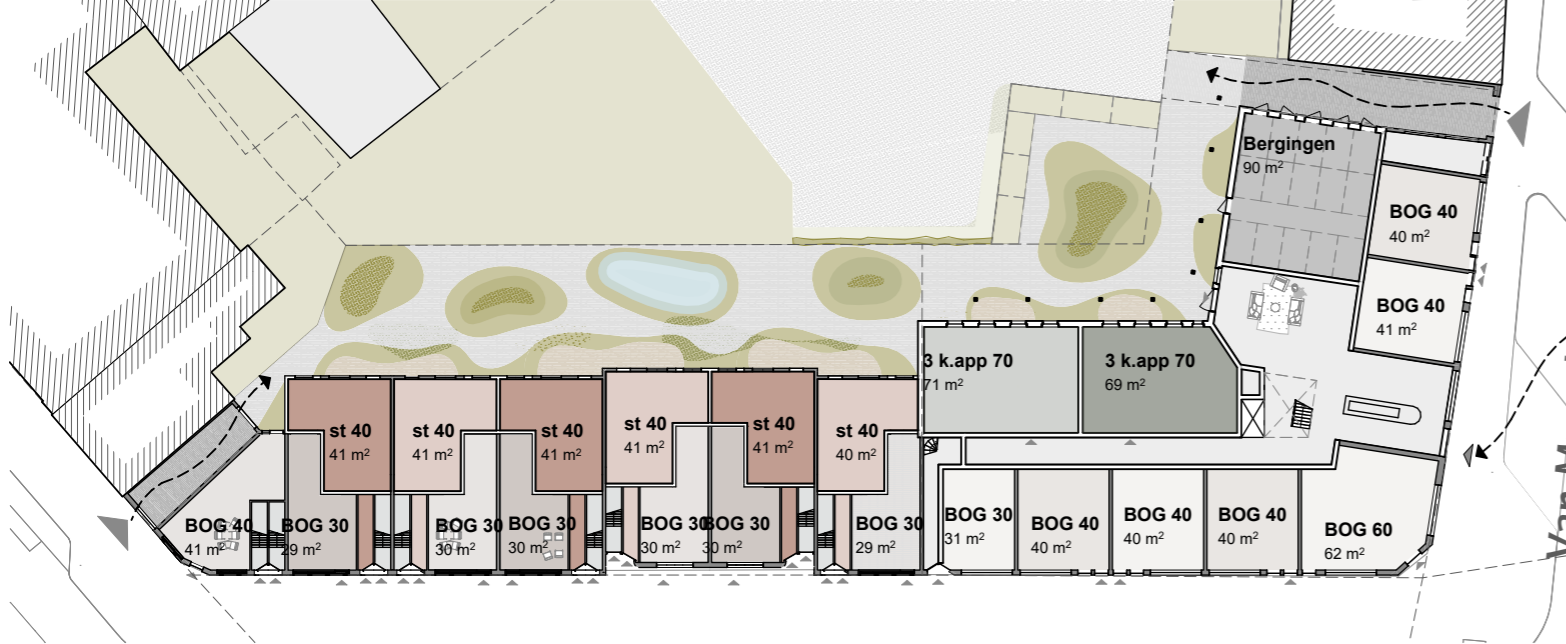 Bergingen
90 m²
BOG 40
40 m²
BOG 40
41 m²
3 k.app 70
71 m²
3 k.app 70
69 m²
st 40
41 m²
st 40
41 m²
st 40
41 m²
st 40
41 m²
st 40
41 m²
st 40
40 m²
BOG 40
41 m²
BOG 30
29 m²
BOG 30
30 m²
BOG 30
30 m²
BOG 30
30 m²
BOG 30
30 m²
BOG 30
29 m²
BOG 30
31 m²
BOG 40
40 m²
BOG 40
40 m²
BOG 40
40 m²
BOG 60
62 m²